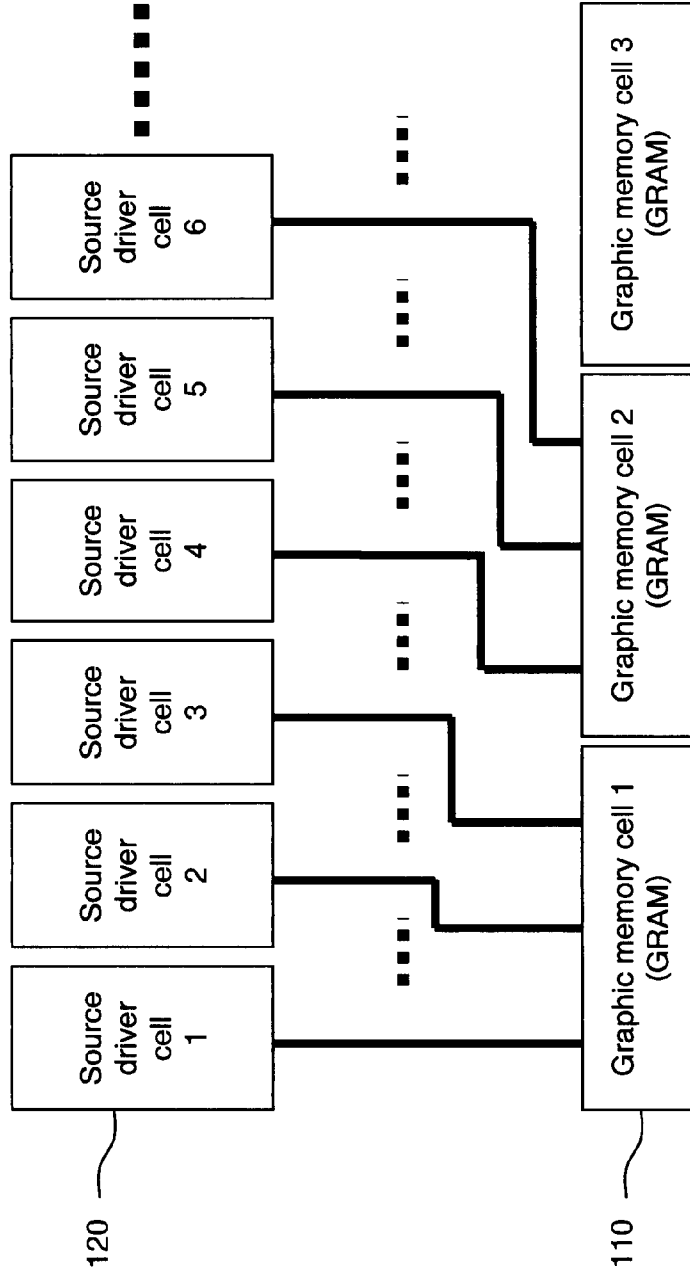 120
Source
driver
cell
1
Source
driver
cell
2
Source
driver
cell
3
Source
driver
cell
4
Source
driver
cell
5
Source
driver
cell
6
110
Graphic memory cell 1
(GRAM)
Graphic memory cell 2
(GRAM)
Graphic memory cell 3
(GRAM)